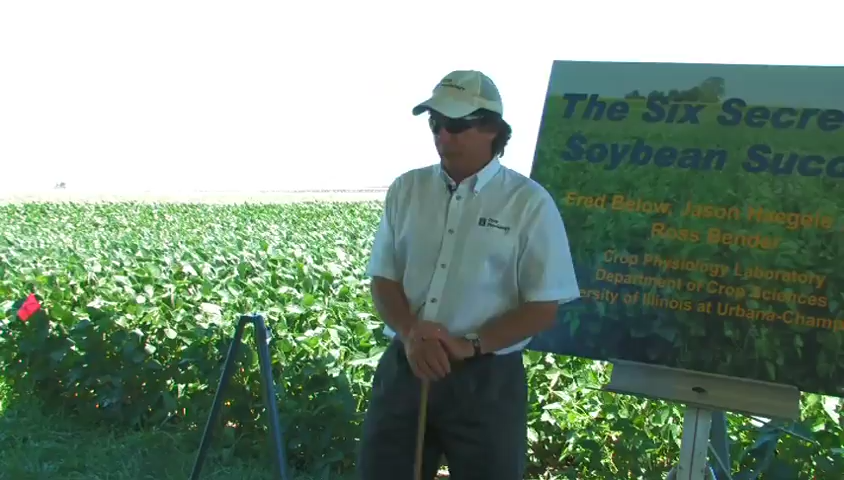 The Six Secre
Soybean Succ
Fred Below, Jason Haegele
Ross Bender
Crop Physiology Laboratory
Department of Crop Sciences
ersity of Illinois at Urbana-Champ